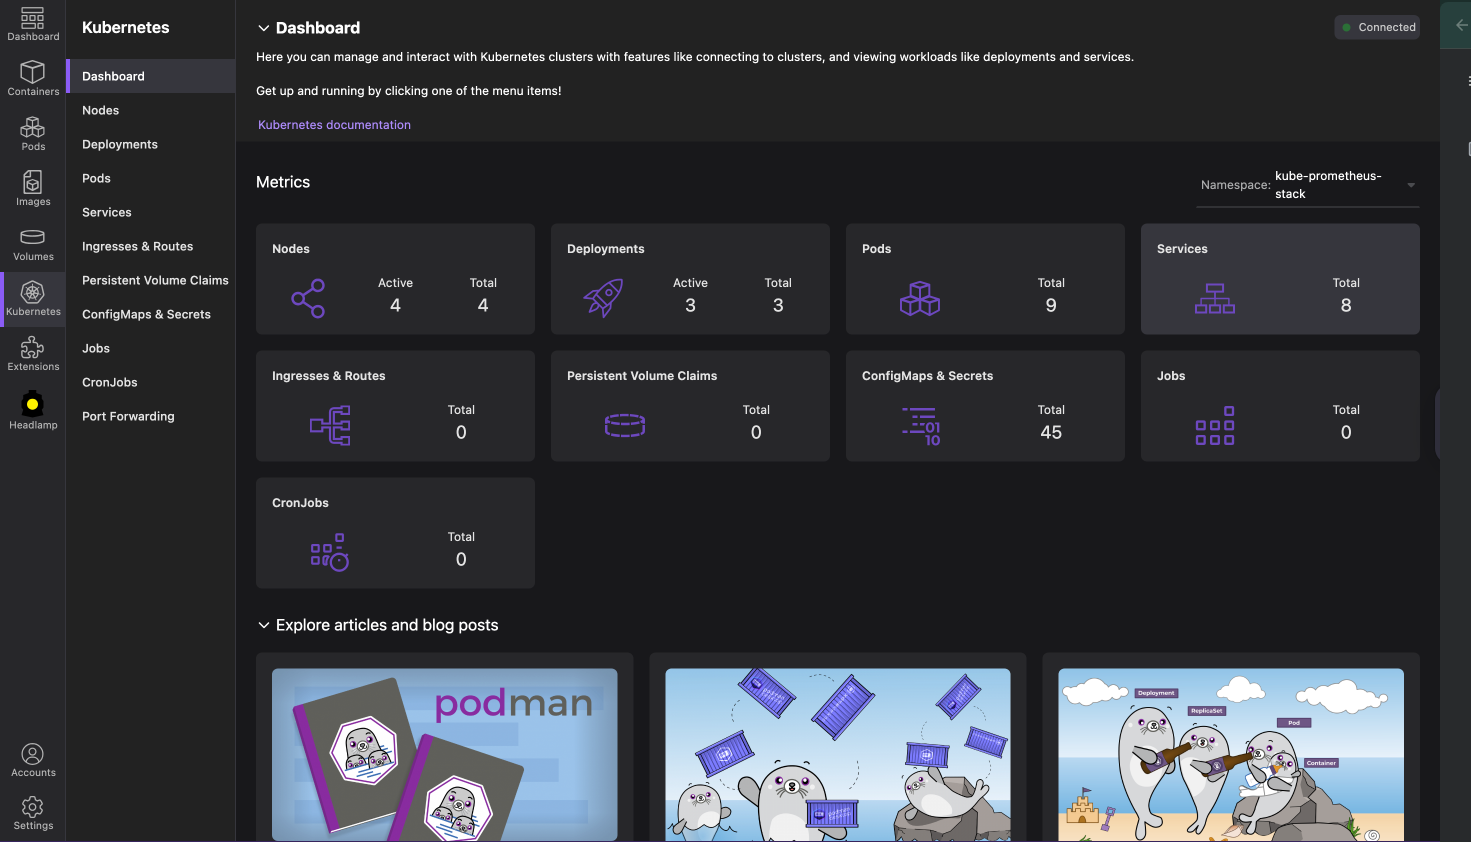 Dashboard
Containers
Pods
Images
Volumes
Kubernetes
Extensions
Headlamp
Accounts
Settings
Kubernetes
Dashboard
Nodes
Deployments
Pods
Services
Ingresses & Routes
Persistent Volume Claims
ConfigMaps & Secrets
Jobs
CronJobs
Port Forwarding
Dashboard
Connected
Here you can manage and interact with Kubernetes clusters with features like connecting to clusters, and viewing workloads like deployments and services.
Get up and running by clicking one of the menu items!
Kubernetes documentation
Metrics
Namespace: kube-prometheus-
stack
Nodes
Active Total
4 4
Deployments
Active Total
3 3
Pods
Total
9
Services
Total
8
Ingresses & Routes
Total
0
Persistent Volume Claims
Total
0
ConfigMaps & Secrets
01
10
Total
45
Jobs
Total
0
CronJobs
Total
0
Explore articles and blog posts
podman
Deployment
ReplicaSet
Pod
Container